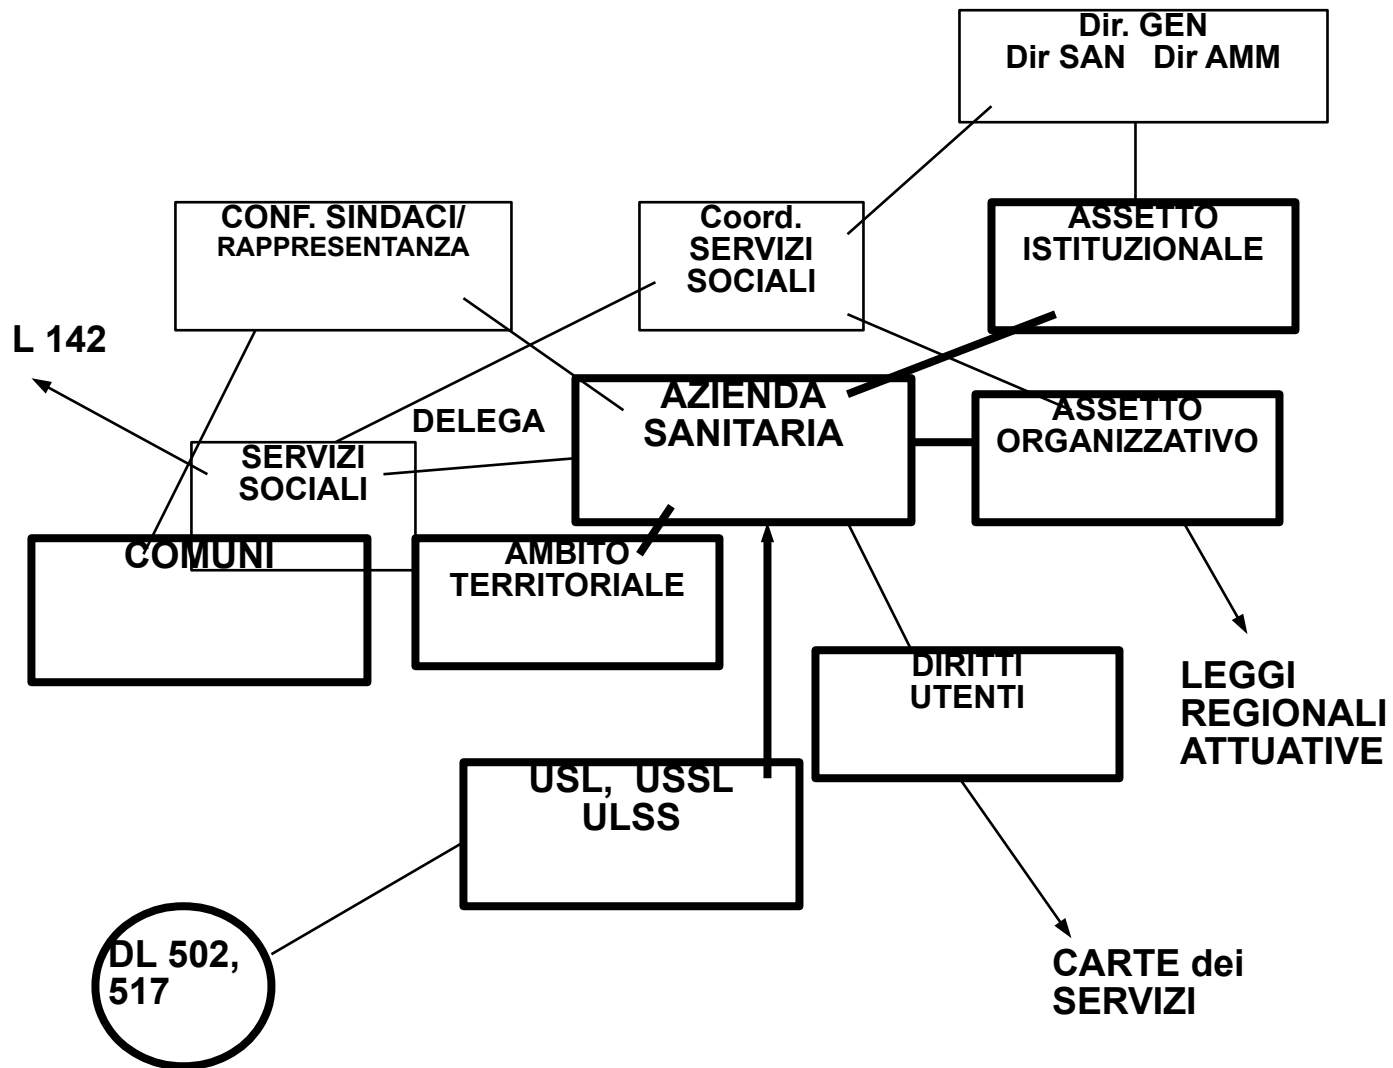 Dir. GEN
Dir SAN Dir AMM
CONF. SINDACI/
RAPPRESENTANZA
Coord.
SERVIZI
SOCIALI
ASSETTO
ISTITUZIONALE
L 142
DELEGA
AZIENDA
SANITARIA
ASSETTO
ORGANIZZATIVO
SERVIZI
SOCIALI
COMUNI
AMBITO
TERRITORIALE
DIRITTI
UTENTI
LEGGI
REGIONALI
ATTUATIVE
USL, USSL
ULSS
DL 502,
517
CARTE dei
SERVIZI